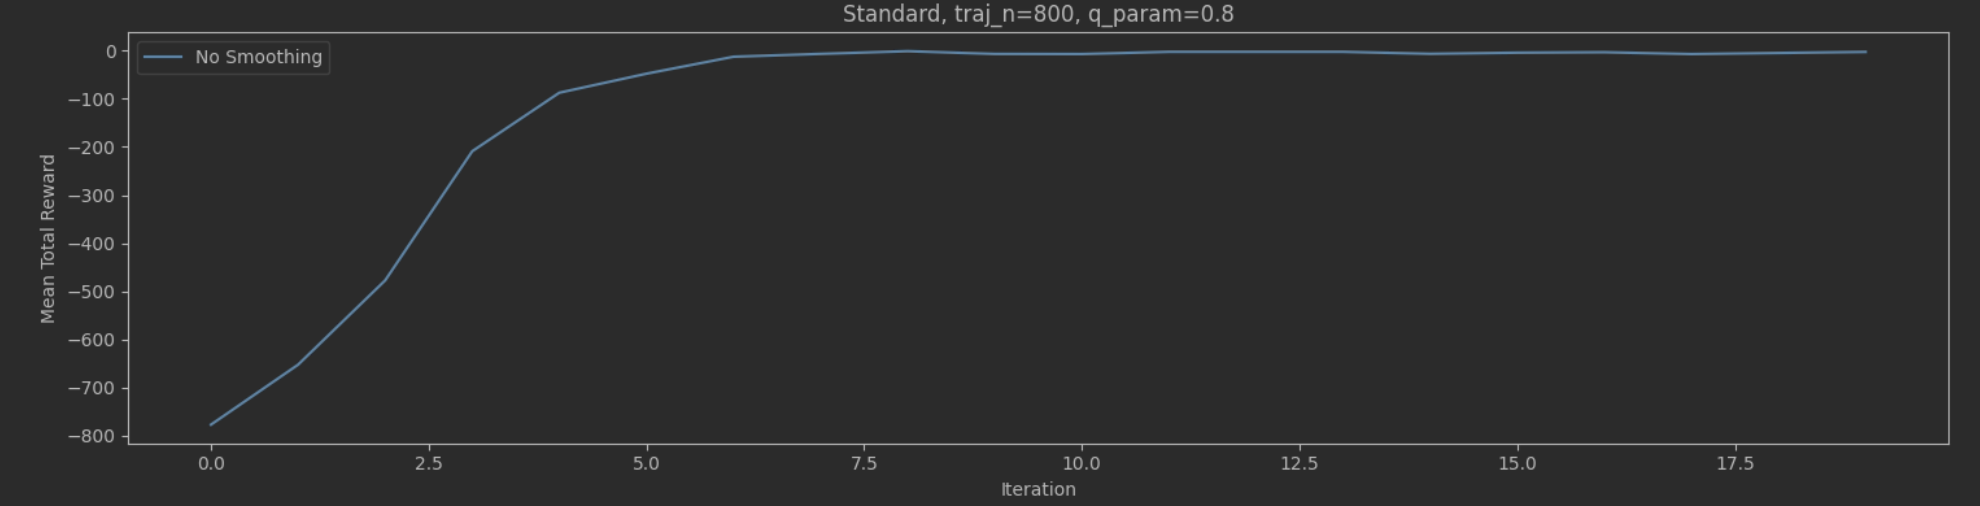 Standard, traj_n=800, q_param=0.8
No Smoothing
Mean Total Reward
0
−100
−200
−300
−400
−500
−600
−700
−800
0.0 2.5 5.0 7.5 10.0 12.5 15.0 17.5
Iteration